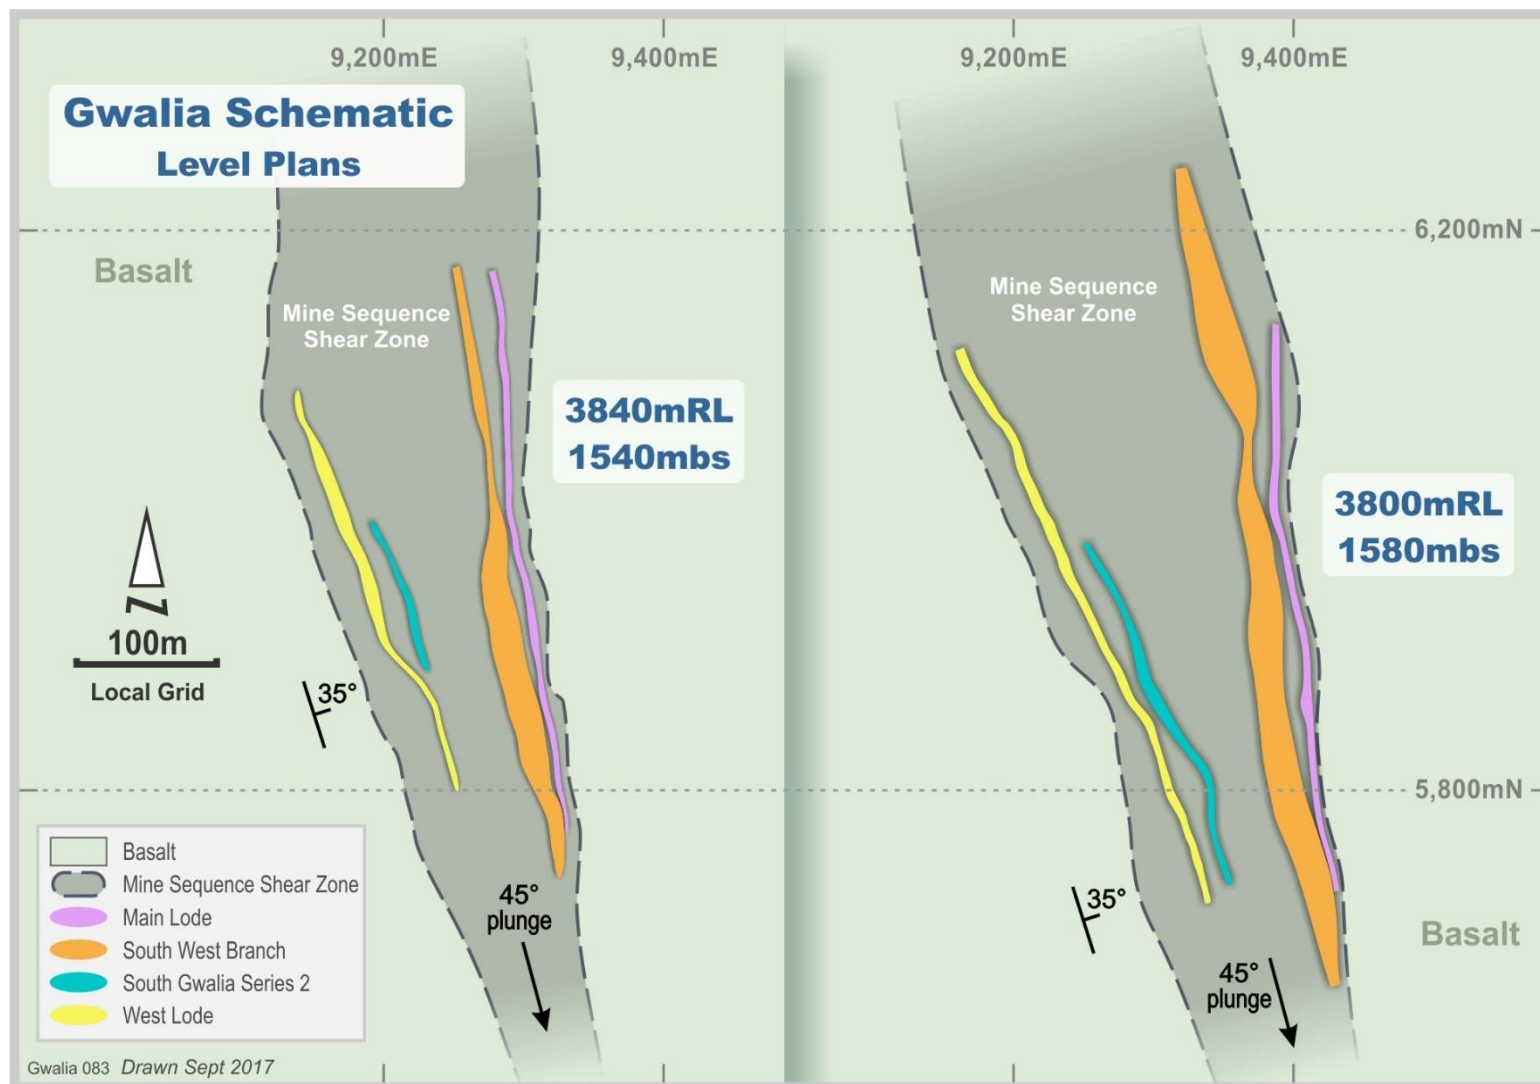 9,200mE
9,400mE
9,200mE
9,400mE
Gwalia Schematic
Level Plans
6,200mN
Basalt
Mine Sequence
Shear Zone
Mine Sequence
Shear Zone
3840mRL
1540mbs
3800mRL
1580mbs
N
100m
Local Grid
35°
5,800mN
Basalt
Mine Sequence Shear Zone
Main Lode
South West Branch
South Gwalia Series 2
West Lode
45°
plunge
35°
Basalt
45°
plunge
Gwalia 083 Drawn Sept 2017